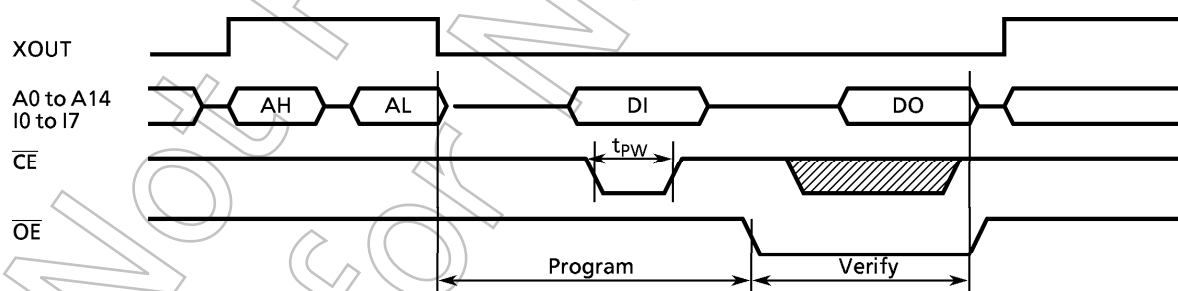 XOUT
A0 to A14
I0 to I7
AH
AL
DI
DO
CE
tPW
OE
Program
Verify